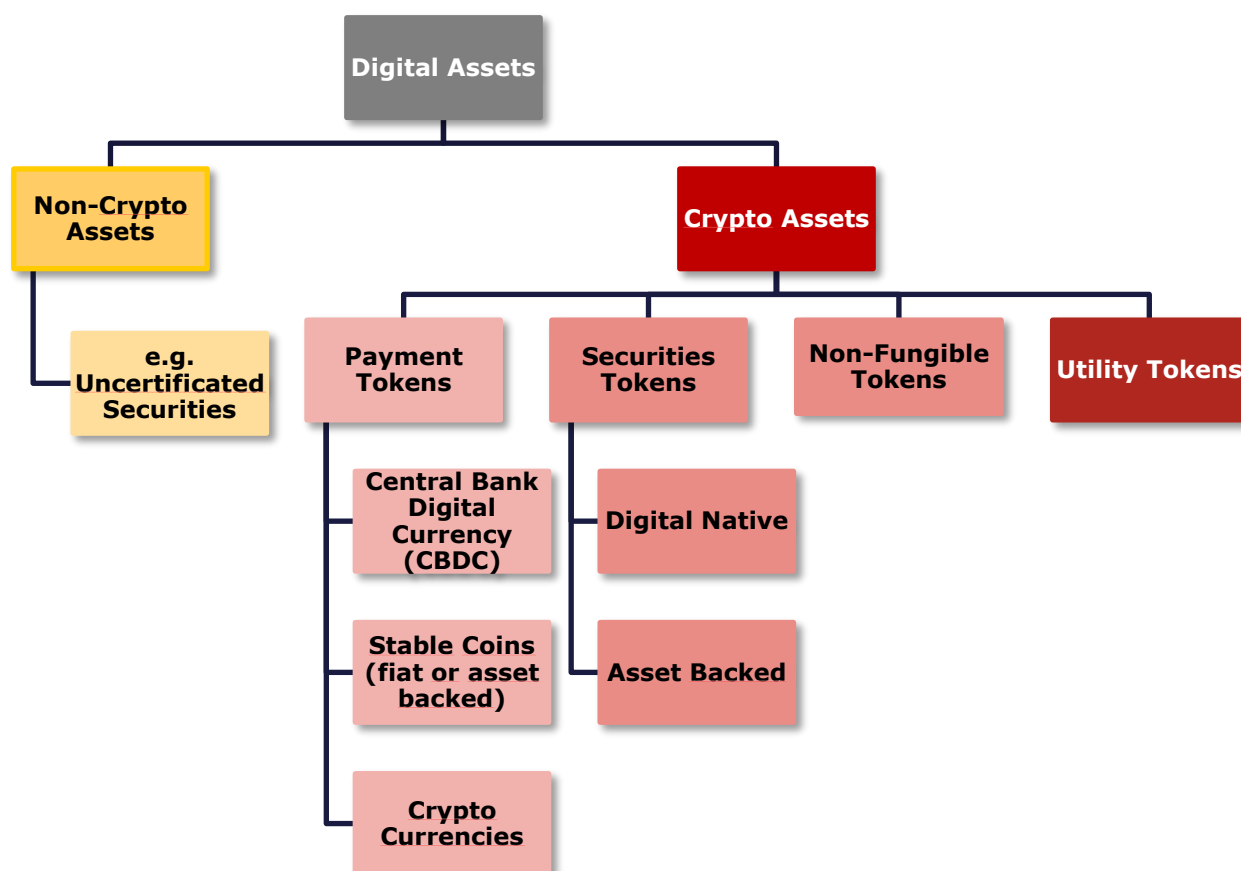 Digital Assets
Non-Crypto
Assets
Crypto Assets
e.g.
Uncertificated
Securities
Payment
Tokens
Securities
Tokens
Non-Fungible
Tokens
Utility Tokens
Central Bank
Digital
Currency
(CBDC)
Digital Native
Stable Coins
(fiat or asset
backed)
Asset Backed
Crypto
Currencies